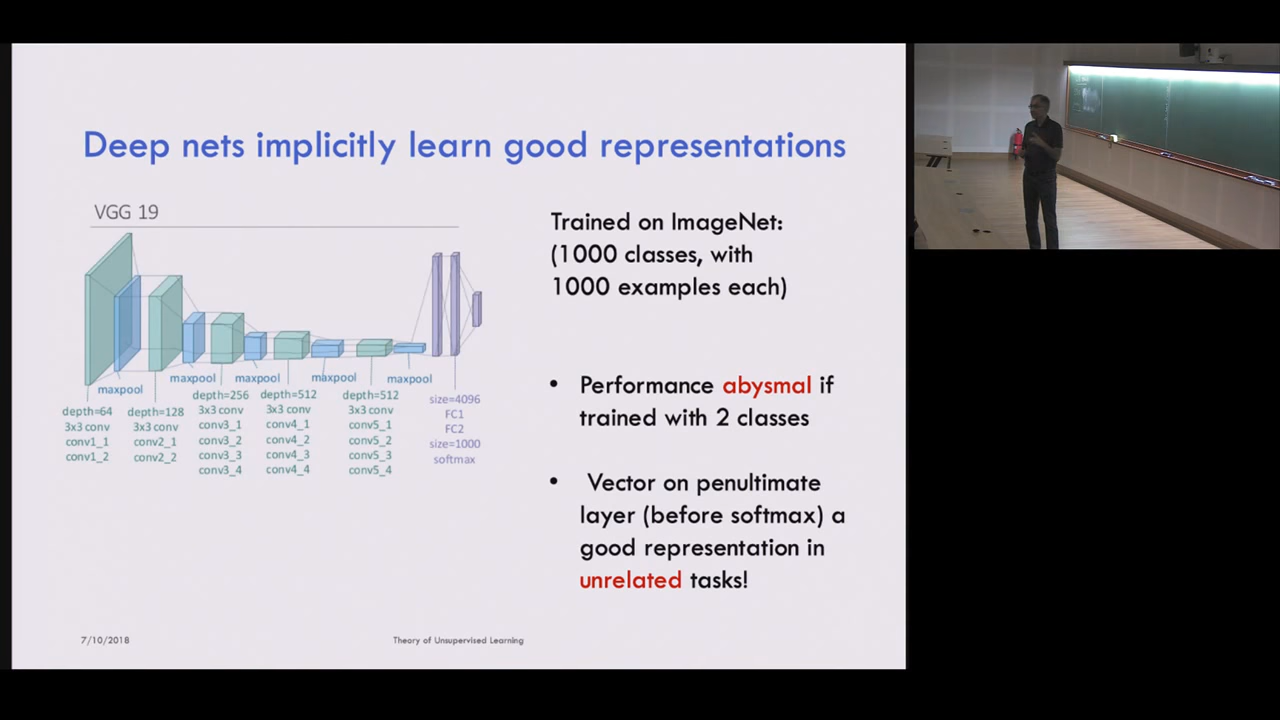 Deep nets implicitly learn good representations
VGG 19
maxpool
maxpool
maxpool
maxpool
maxpool
depth=64
3x3 conv
conv1_1
conv1_2
depth=128
3x3 conv
conv2_1
conv2_2
depth=256
3x3 conv
conv3_1
conv3_2
conv3_3
conv3_4
depth=512
3x3 conv
conv4_1
conv4_2
conv4_3
conv4_4
depth=512
3x3 conv
conv5_1
conv5_2
conv5_3
conv5_4
size=4096
FC1
FC2
size=1000
softmax
Trained on ImageNet:
(1000 classes, with
1000 examples each)
• Performance abysmal if
trained with 2 classes
• Vector on penultimate
layer (before softmax) a
good representation in
unrelated tasks!
7/10/2018
Theory of Unsupervised Learning